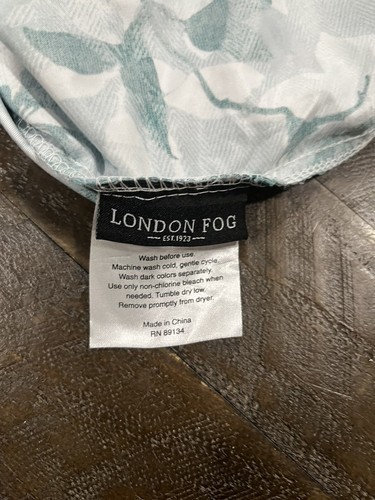 LONDON FOG
EST.1923
Wash before use.
Machine wash cold, gentle cycle.
Wash dark colors separately.
Use only non-chlorine bleach when
needed. Tumble dry low.
Remove promptly from dryer.
Made in China
RN 89134